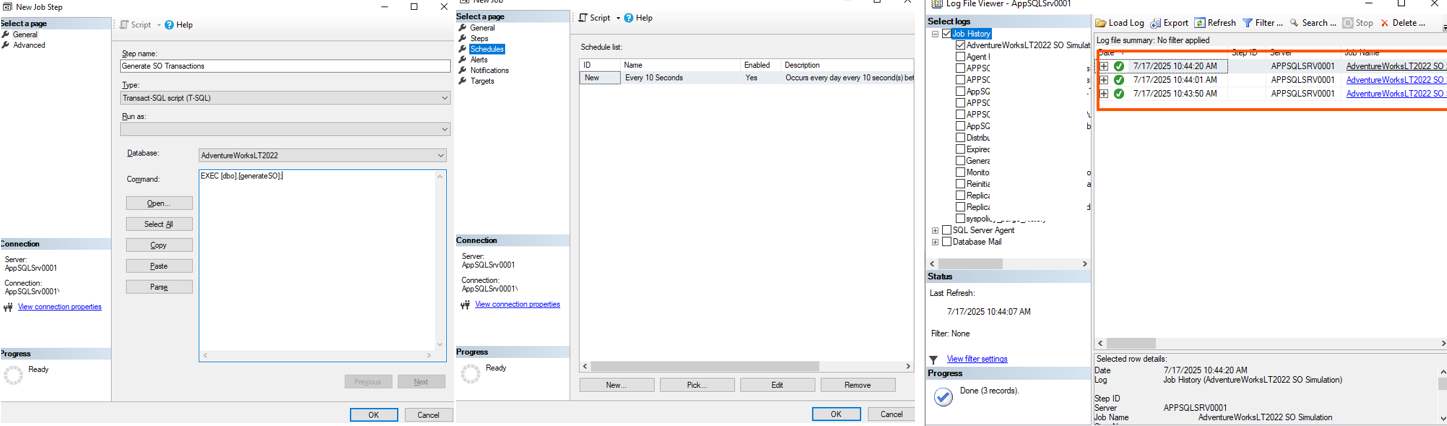 New Job Step
Select a page
General
Advanced
Script
Help
Step name:
Generate SO Transactions
Type:
Transact-SQL script (T-SQL)
Run as:
Database:
AdventureWorksLT2022
Command:
EXEC [dbo].[generateSO];
Open...
Select All
Copy
Paste
Parse
Connection
Server:
AppSQLSrv0001
Connection:
AppSQLSrv0001\
View connection properties
Progress
Ready
Previous
Next
OK
Cancel
New Job
Select a page
General
Steps
Schedules
Alerts
Notifications
Targets
Script
Help
Schedule list:
ID Name Enabled Description
New Every 10 Seconds Yes Occurs every day every 10 second(s) bet
Connection
Server:
AppSQLSrv0001
Connection:
AppSQLSrv0001\
View connection properties
Progress
Ready
New...
Pick...
Edit
Remove
OK
Cancel
Log File Viewer - AppSQLSrv0001
Select logs
Job History
AdventureWorksLT2022 SO Simulat
Agent
APPSC
APPSC
APPSC
AppSQ
APPSC
APPSC
AppSQ
Distribu
Expired
Genera
Monito
Reinitia
Replica
Replica
SQL Server Agent
Database Mail
Status
Last Refresh:
7/17/2025 10:44:07 AM
Filter: None
View filter settings
Progress
Done (3 records).
Load Log Export Refresh Filter ... Search ... Stop Delete ...
Log file summary: No filter applied
Date Step ID Server Job Name
7/17/2025 10:44:20 AM APPSQLSRV0001 AdventureWorksLT2022 SO
7/17/2025 10:44:01 AM APPSQLSRV0001 AdventureWorksLT2022 SO
7/17/2025 10:43:50 AM APPSQLSRV0001 AdventureWorksLT2022 SO
Selected row details:
Date 7/17/2025 10:44:20 AM
Log Job History (AdventureWorksLT2022 SO Simulation)
Step ID
Server APPSQLSRV0001
Job Name AdventureWorksLT2022 SO Simulation